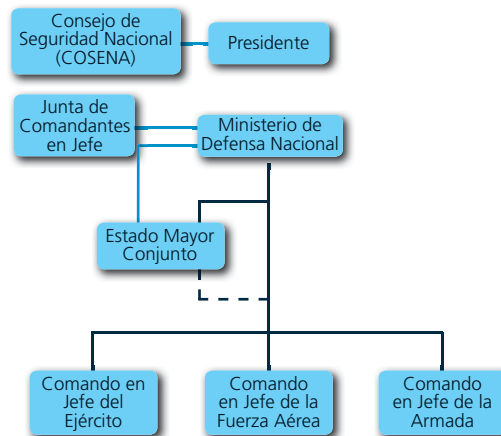 Consejo de
Seguridad Nacional
(COSENA)
Presidente
Junta de
Comandantes
en Jefe
Ministerio de
Defensa Nacional
Estado Mayor
Conjunto
Comando en
Jefe del
Ejército
Comando
en Jefe de la
Fuerza Aérea
Comando
en Jefe de la
Armada